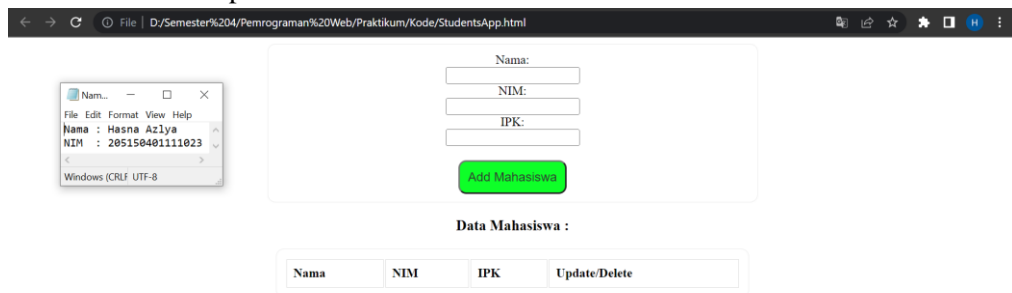 File D:/Semester%204/Pemrograman%20Web/Praktikum/Kode/StudentsApp.html H
Nam...
File Edit Format View Help
Nama : Hasna Azlya
NIM : 205150401111023
Windows (CRLF UTF-8
Nama:
NIM:
IPK:
Add Mahasiswa
Data Mahasiswa :
Nama NIM IPK Update/Delete